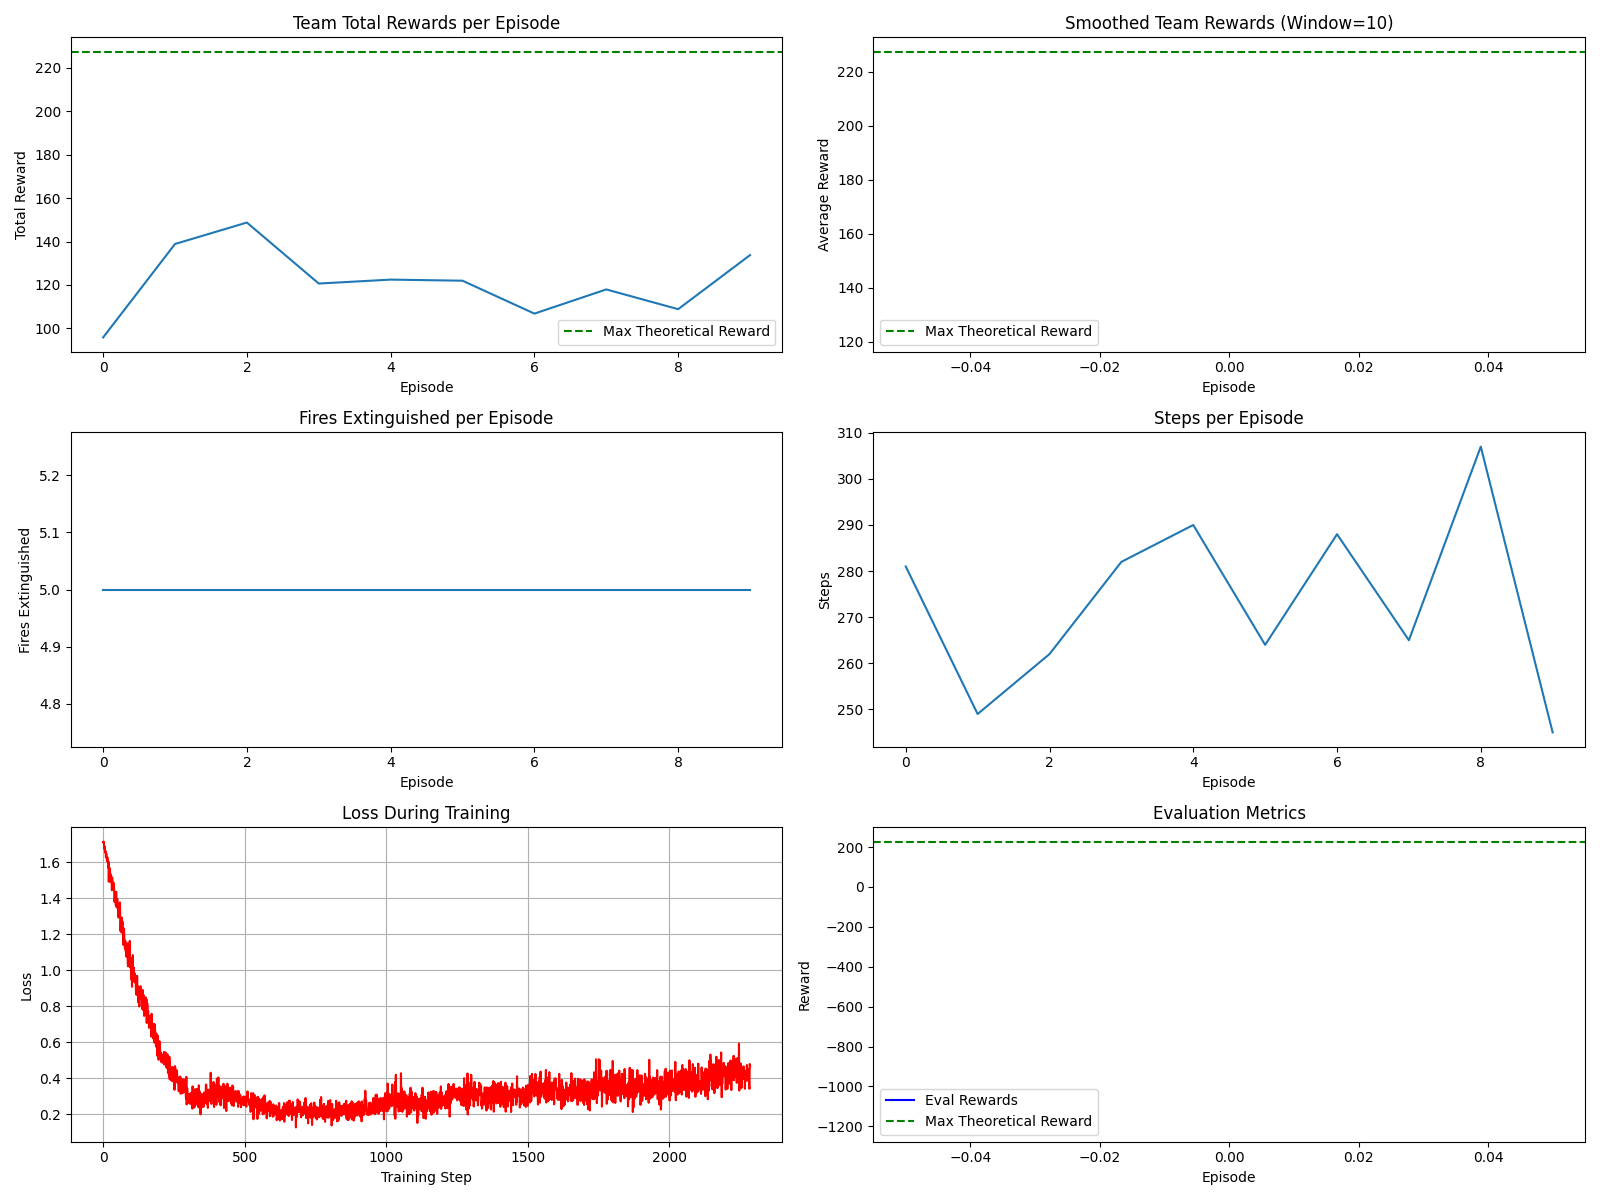 Team Total Rewards per Episode
220
200
180
160
140
120
100
Total Reward
Max Theoretical Reward
0 2 4 6 8
Episode
Smoothed Team Rewards (Window=10)
220
200
180
160
140
120
Average Reward
Max Theoretical Reward
−0.04 −0.02 0.00 0.02 0.04
Episode
Fires Extinguished per Episode
5.2
5.1
5.0
4.9
4.8
Fires Extinguished
0 2 4 6 8
Episode
Steps per Episode
310
300
290
280
270
260
250
Steps
0 2 4 6 8
Episode
Loss During Training
1.6
1.4
1.2
1.0
0.8
0.6
0.4
0.2
Loss
0 500 1000 1500 2000
Training Step
Evaluation Metrics
200
0
−200
−400
−600
−800
−1000
−1200
Reward
Eval Rewards
Max Theoretical Reward
−0.04 −0.02 0.00 0.02 0.04
Episode